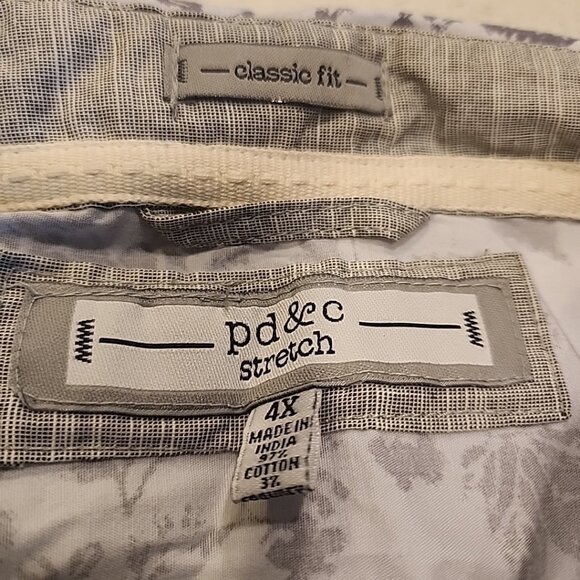 — classic fit —
pd&c
stretch
4X
MADE IN
INDIA
97%
COTTON
3%